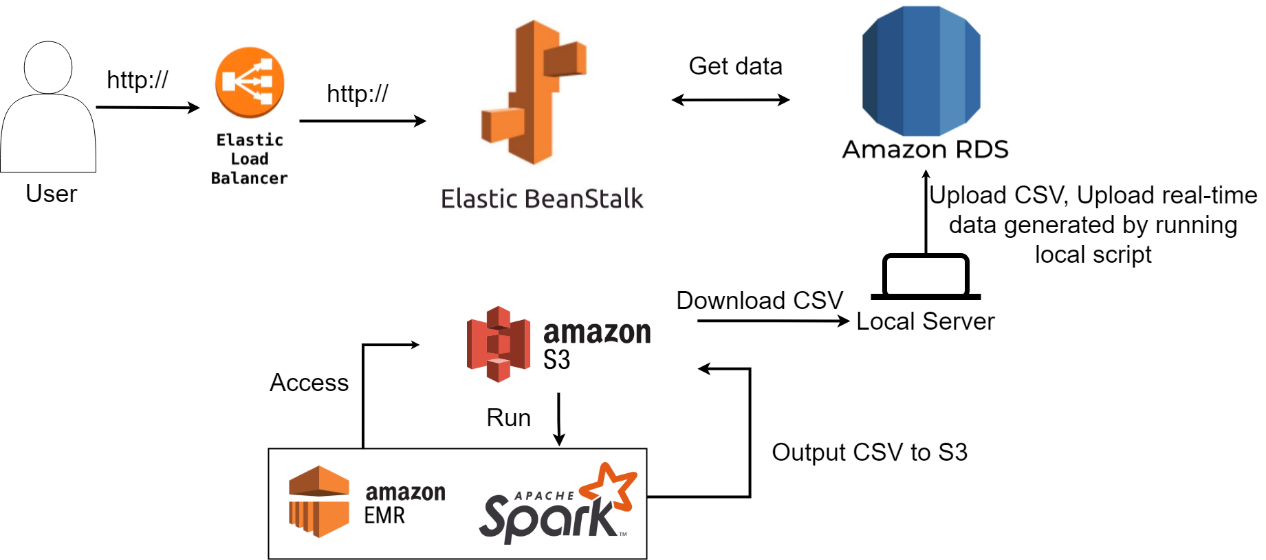 http://
User
Elastic
Load
Balancer
http://
Elastic BeanStalk
Get data
Amazon RDS
Upload CSV, Upload real-time
data generated by running
local script
Local Server
Download CSV
amazon
S3
Access
Run
amazon
EMR
APACHE
Spark
TM
Output CSV to S3